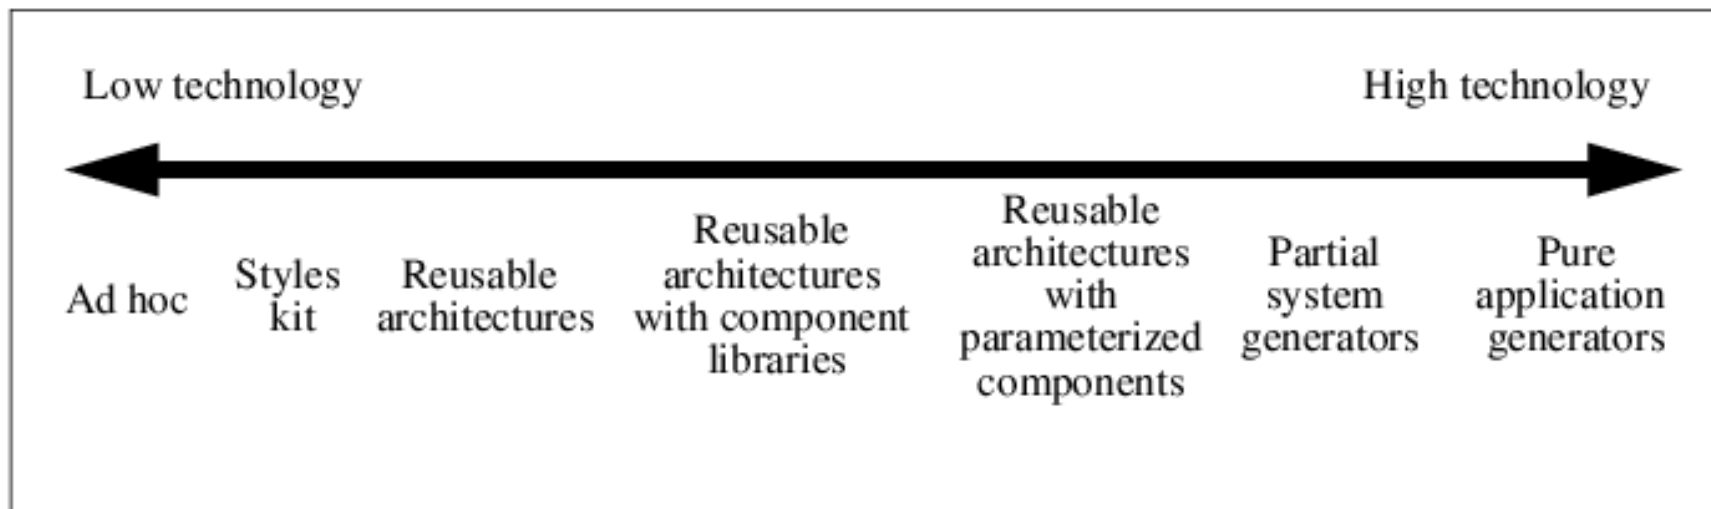 Low technology
High technology
Ad hoc
Styles
kit
Reusable
architectures
Reusable
architectures
with component
libraries
Reusable
architectures
with
parameterized
components
Partial
system
generators
Pure
application
generators